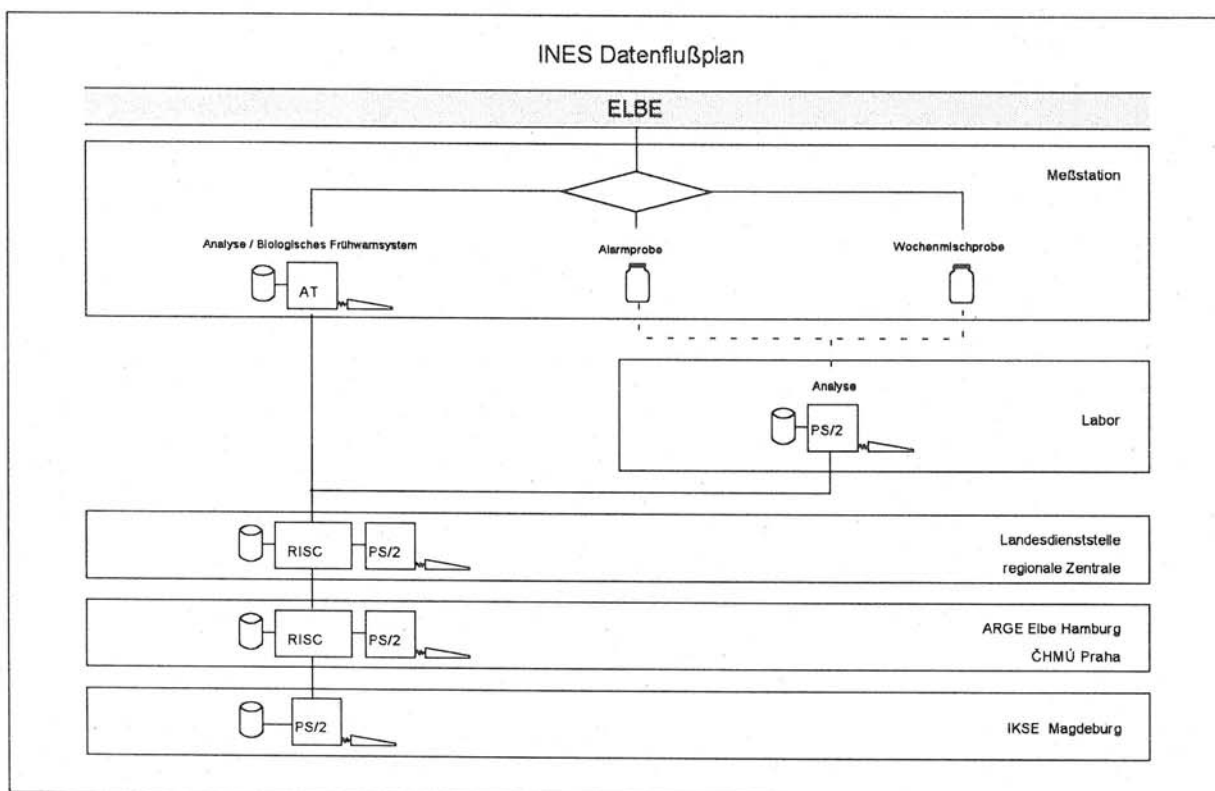 INES Datenflußplan
ELBE
Meßstation
Analyse / Biologisches Frühwarnsystem
Alarmprobe
Wochenmischprobe
AT
Analyse
PS/2
Labor
RISC
PS/2
Landesdienststelle
regionale Zentrale
RISC
PS/2
ARGE Elbe Hamburg
ČHMÚ Praha
PS/2
IKSE Magdeburg